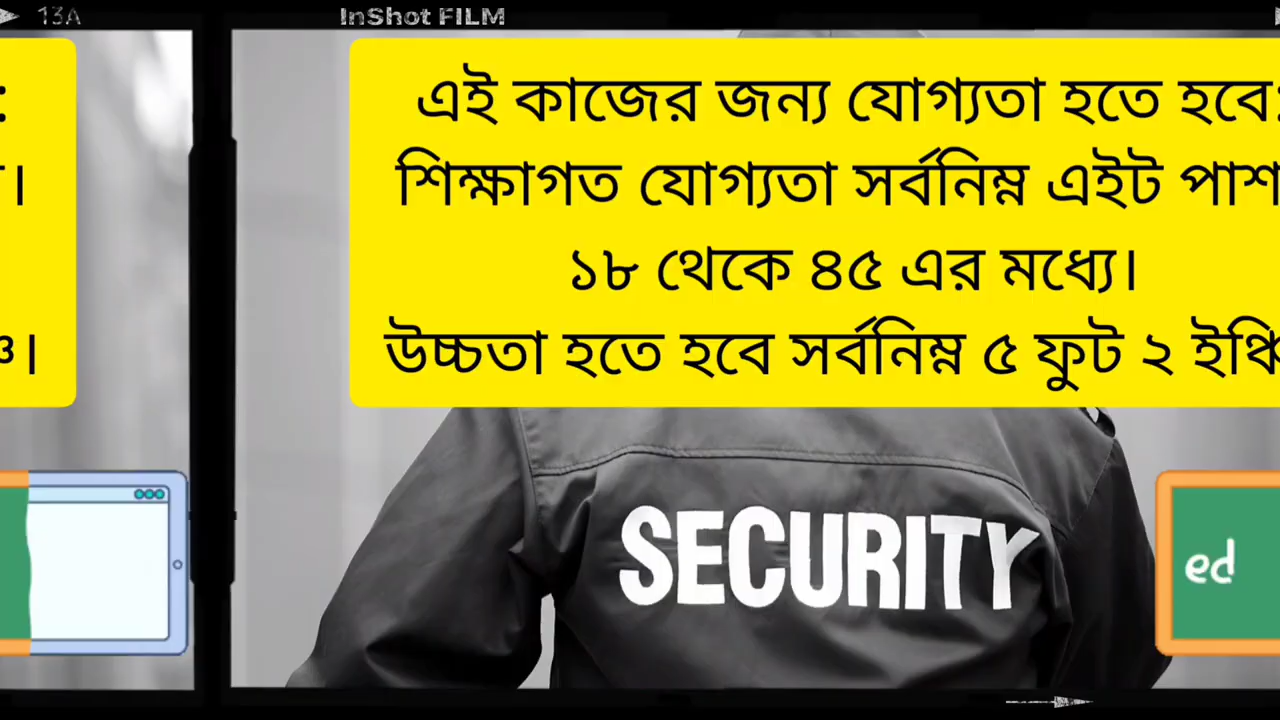 13A
InShot FILM
এই কাজের জন্য যোগ্যতা হতে হবে:
শিক্ষাগত যোগ্যতা সর্বনিম্ন এইট পাশ
১৮ থেকে ৪৫ এর মধ্যে।
উচ্চতা হতে হবে সর্বনিম্ন ৫ ফুট ২ ইঞ্চি
SECURITY
ed